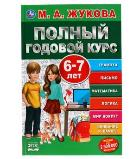 М. А. ЖУКОВА
ПОЛНЫЙ
ГОДОВОЙ КУРС
6-7
ЛЕТ
ГРАМОТА
ПИСЬМО
МАТЕМАТИКА
ЛОГИКА